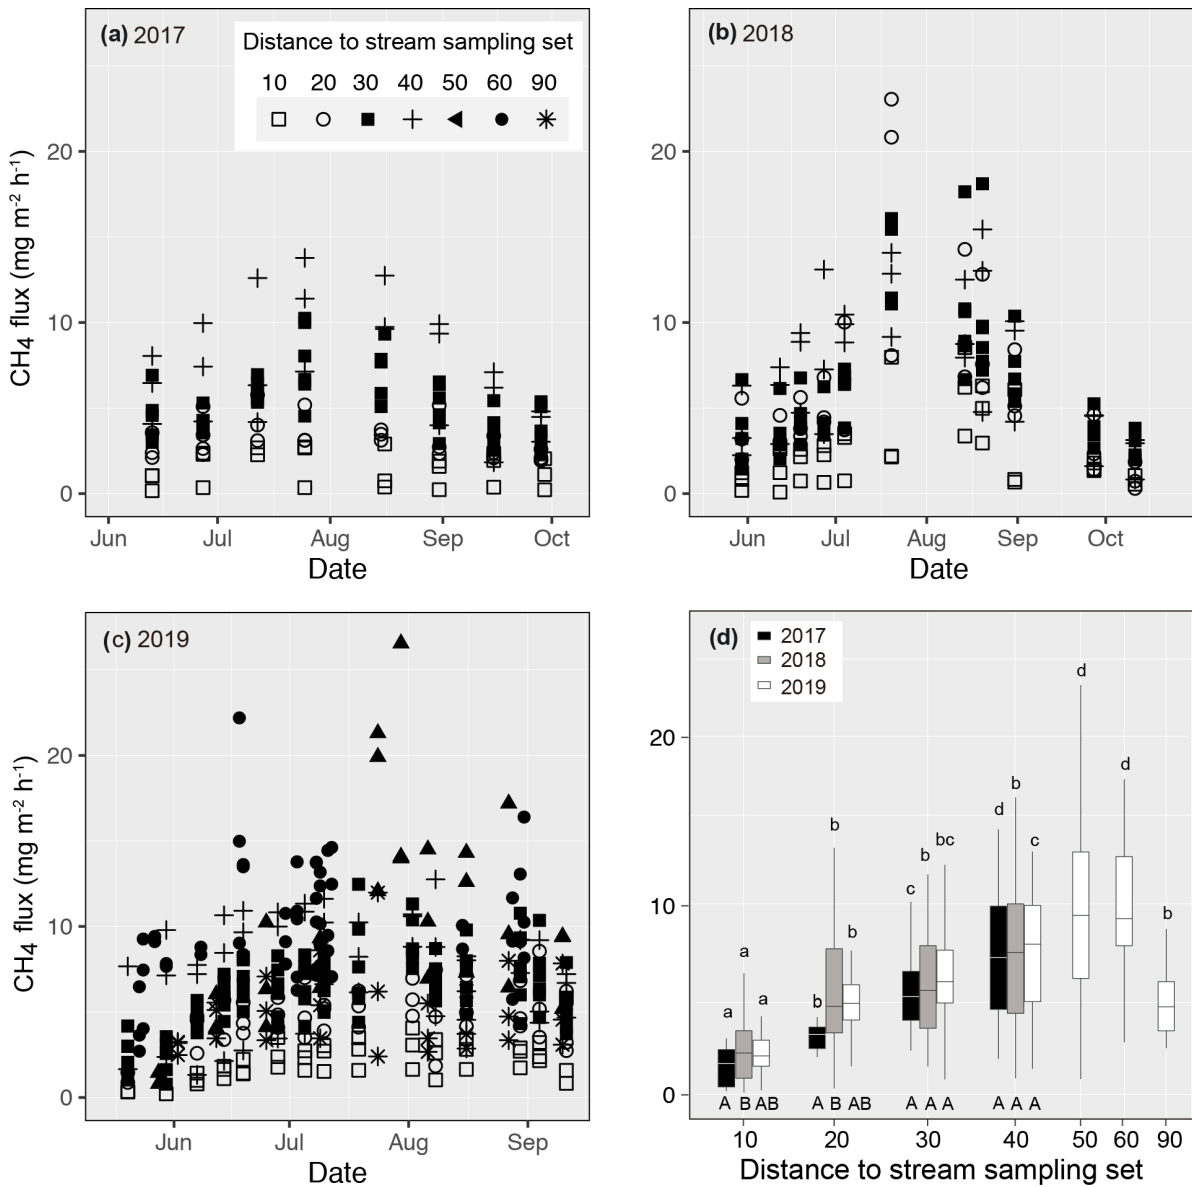 (a) 2017
Distance to stream sampling set
10 20 30 40 50 60 90
20
10
0
CH4 flux (mg m-2 h-1)
Jun Jul Aug Sep Oct
Date
(b) 2018
20
10
0
Jun Jul Aug Sep Oct
Date
(c) 2019
20
10
0
CH4 flux (mg m-2 h-1)
Jun Jul Aug Sep
Date
(d)
2017
2018
2019
20
10
0
a a a
b b b
c b bc
d b c
d d b
A B AB A B AB A A A A A A
10 20 30 40 50 60 90
Distance to stream sampling set